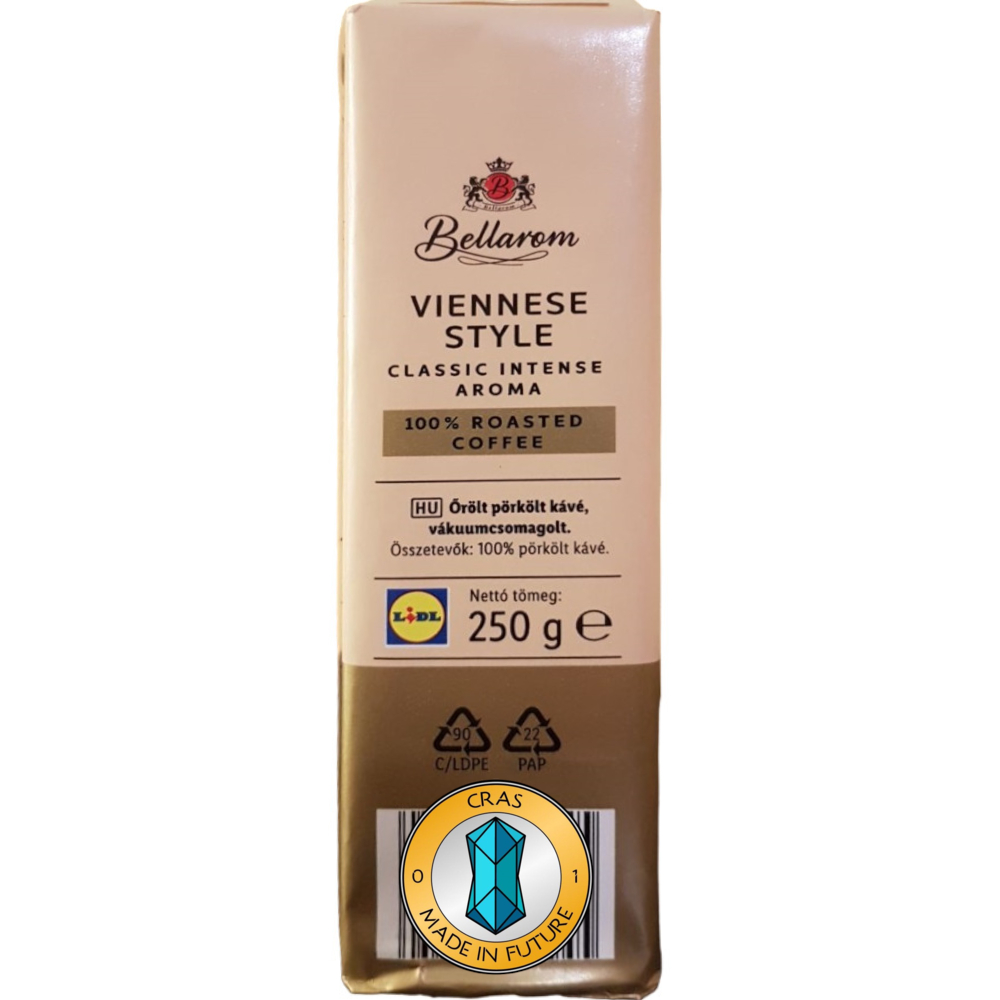 B
Bellarom
Bellarom
VIENNESE
STYLE
CLASSIC INTENSE
AROMA
100% ROASTED
COFFEE
HU Őrölt pörkölt kávé,
vákuumcsomagolt.
Összetevők: 100% pörkölt kávé.
LIDL
Nettó tömeg:
250 g ℮
90 22
C/LDPE PAP
CRAS
0 1
MADE IN FUTURE